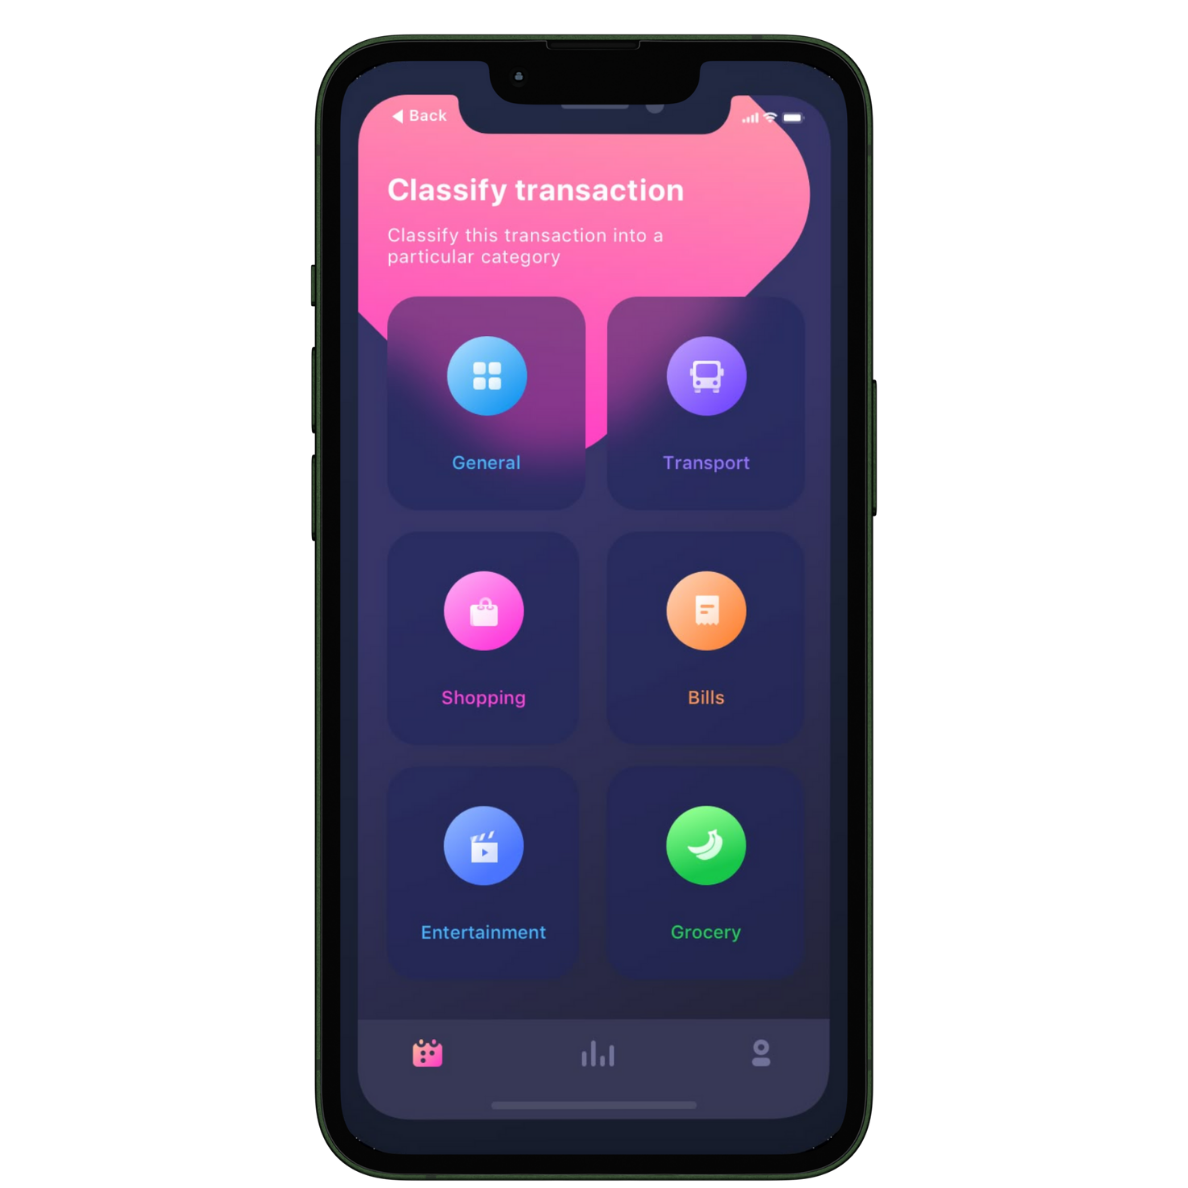 Back
Classify transaction
Classify this transaction into a
particular category
General
Transport
Shopping
Bills
Entertainment
Grocery